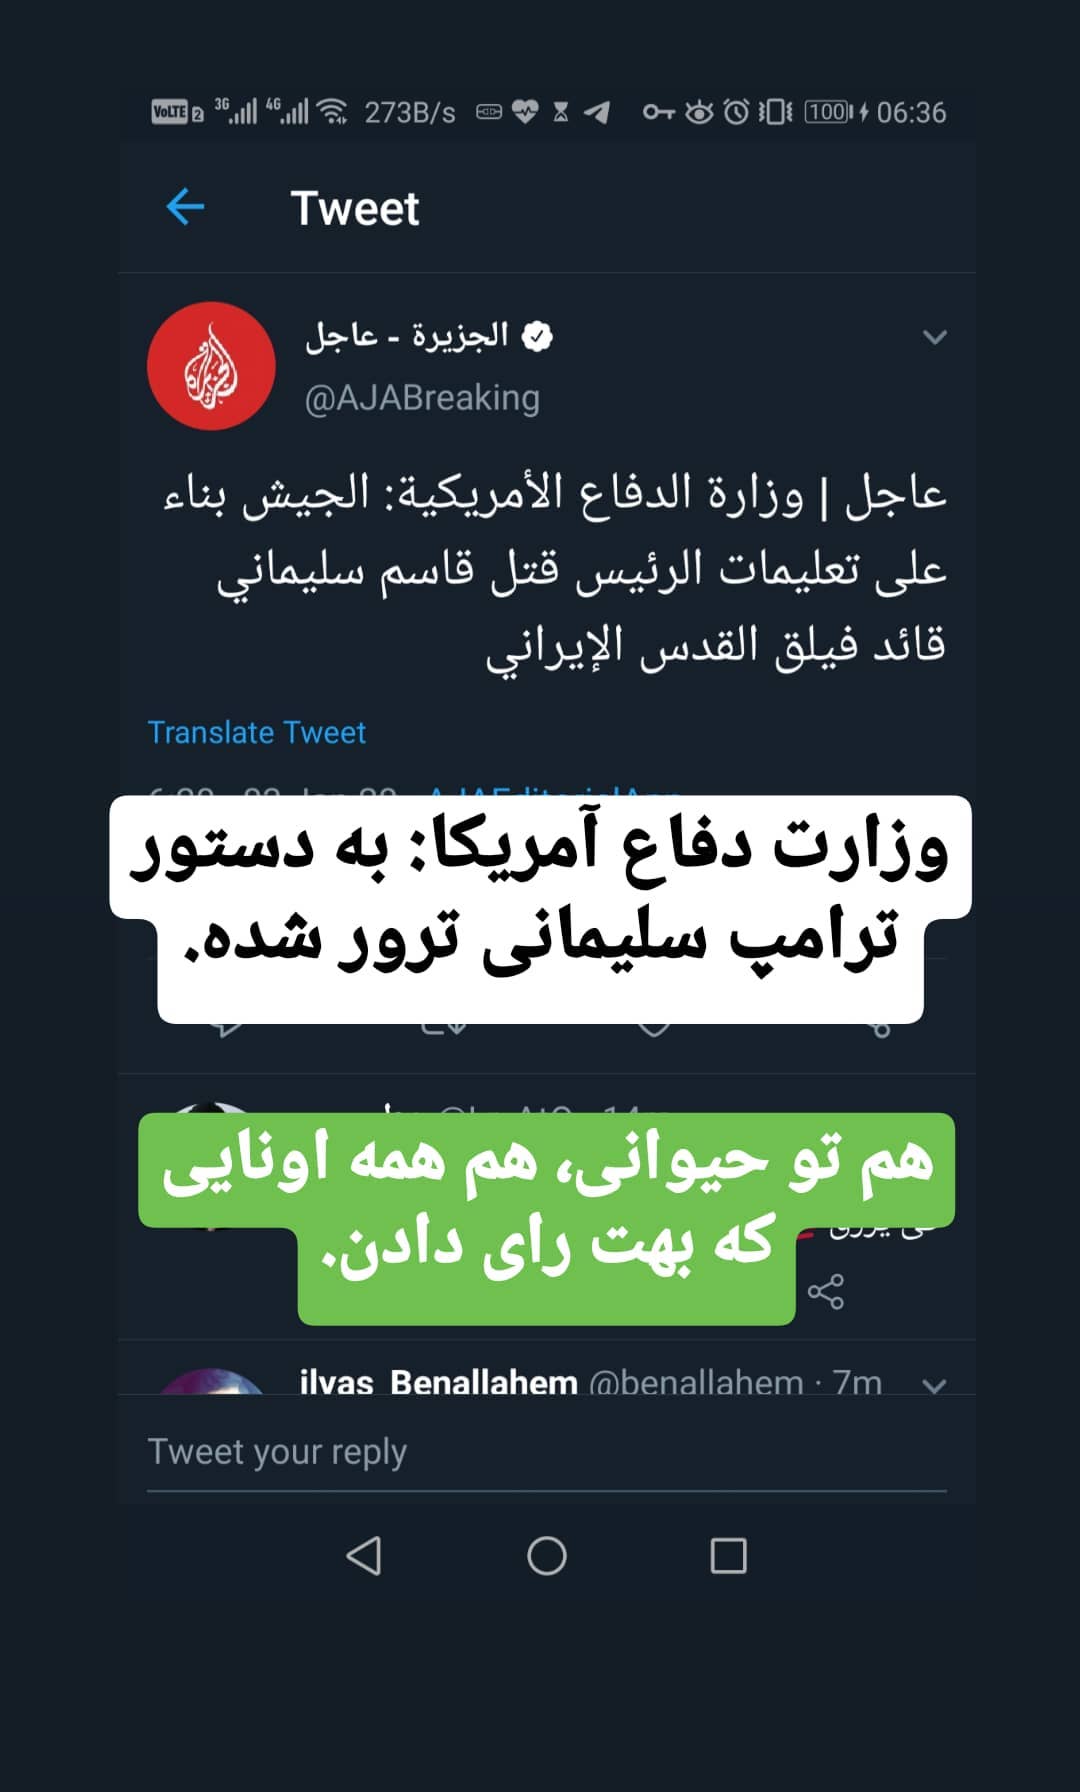 VoLTE 2 3G 4G 273B/s 100 06:36
Tweet
الجزيرة - عاجل
@AJABreaking
عاجل | وزارة الدفاع الأمريكية: الجيش بناء
على تعليمات الرئيس قتل قاسم سليماني
قائد فيلق القدس الإيراني
Translate Tweet
وزارت دفاع آمریکا: به دستور
ترامپ سلیمانی ترور شده.
هم تو حیوانی، هم همه اونایی
که بهت رای دادن.
ilyas Benallahem @benallahem · 7m
Tweet your reply